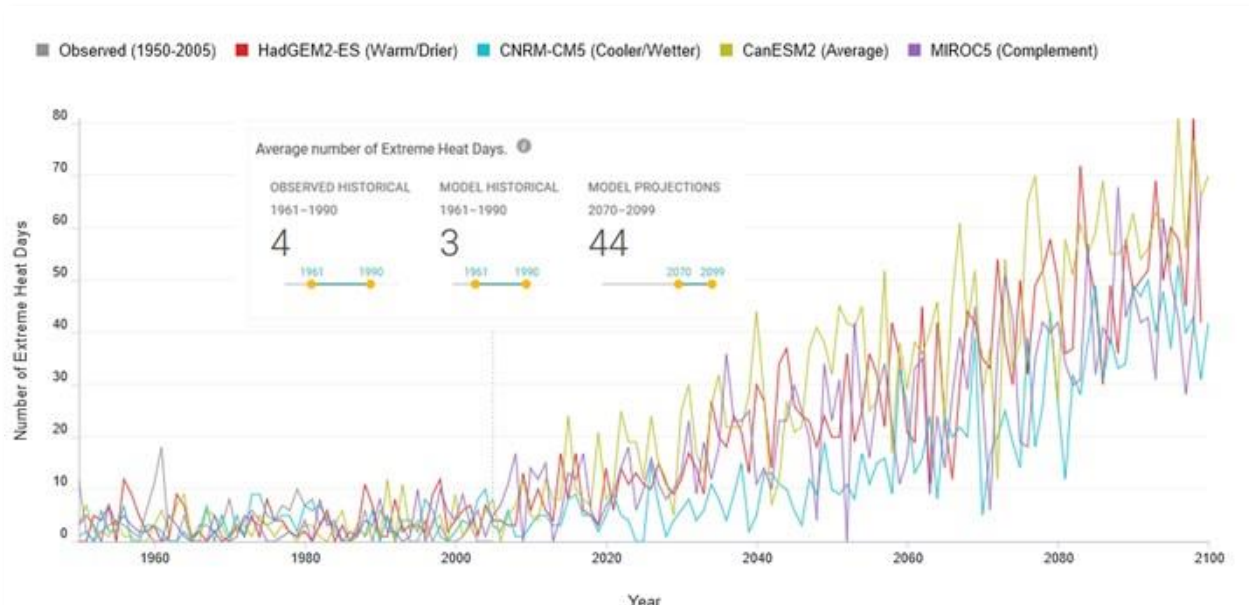 Observed (1950-2005) HadGEM2-ES (Warm/Drier) CNRM-CM5 (Cooler/Wetter) CanESM2 (Average) MIROC5 (Complement)
Number of Extreme Heat Days
80
70
60
50
40
30
20
10
0
Average number of Extreme Heat Days.
OBSERVED HISTORICAL MODEL HISTORICAL MODEL PROJECTIONS
1961–1990 1961–1990 2070–2099
4 3 44
1961 1990 1961 1990 2070 2099
1960 1980 2000 2020 2040 2060 2080 2100
Year